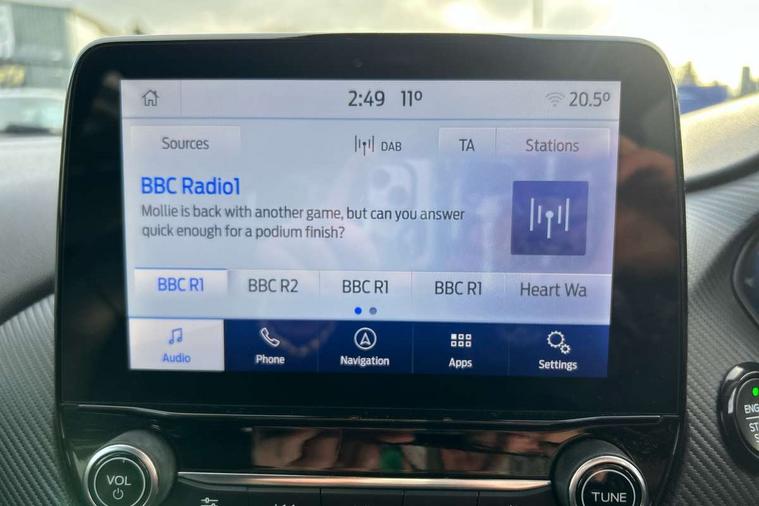 2:49 11º 20.5º
Sources DAB TA Stations
BBC Radio1
Mollie is back with another game, but can you answer
quick enough for a podium finish?
BBC R1 BBC R2 BBC R1 BBC R1 Heart Wa
Audio Phone Navigation Apps Settings
VOL TUNE